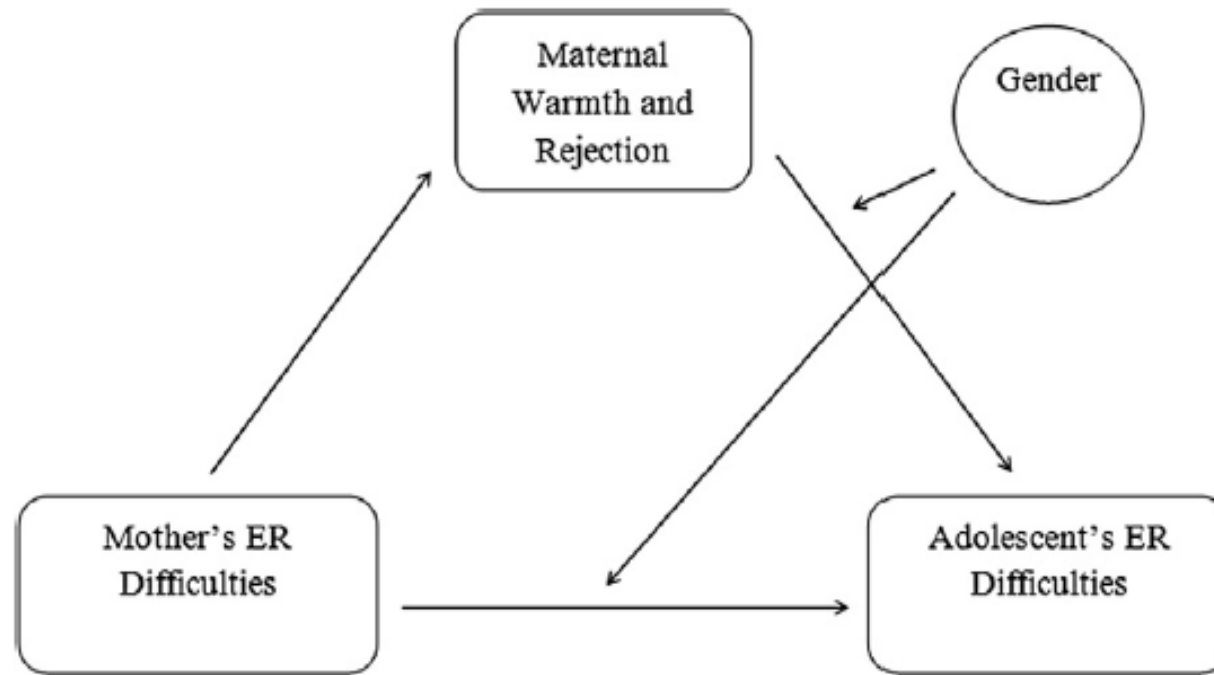 Maternal
Warmth and
Rejection
Gender
Mother's ER
Difficulties
Adolescent's ER
Difficulties